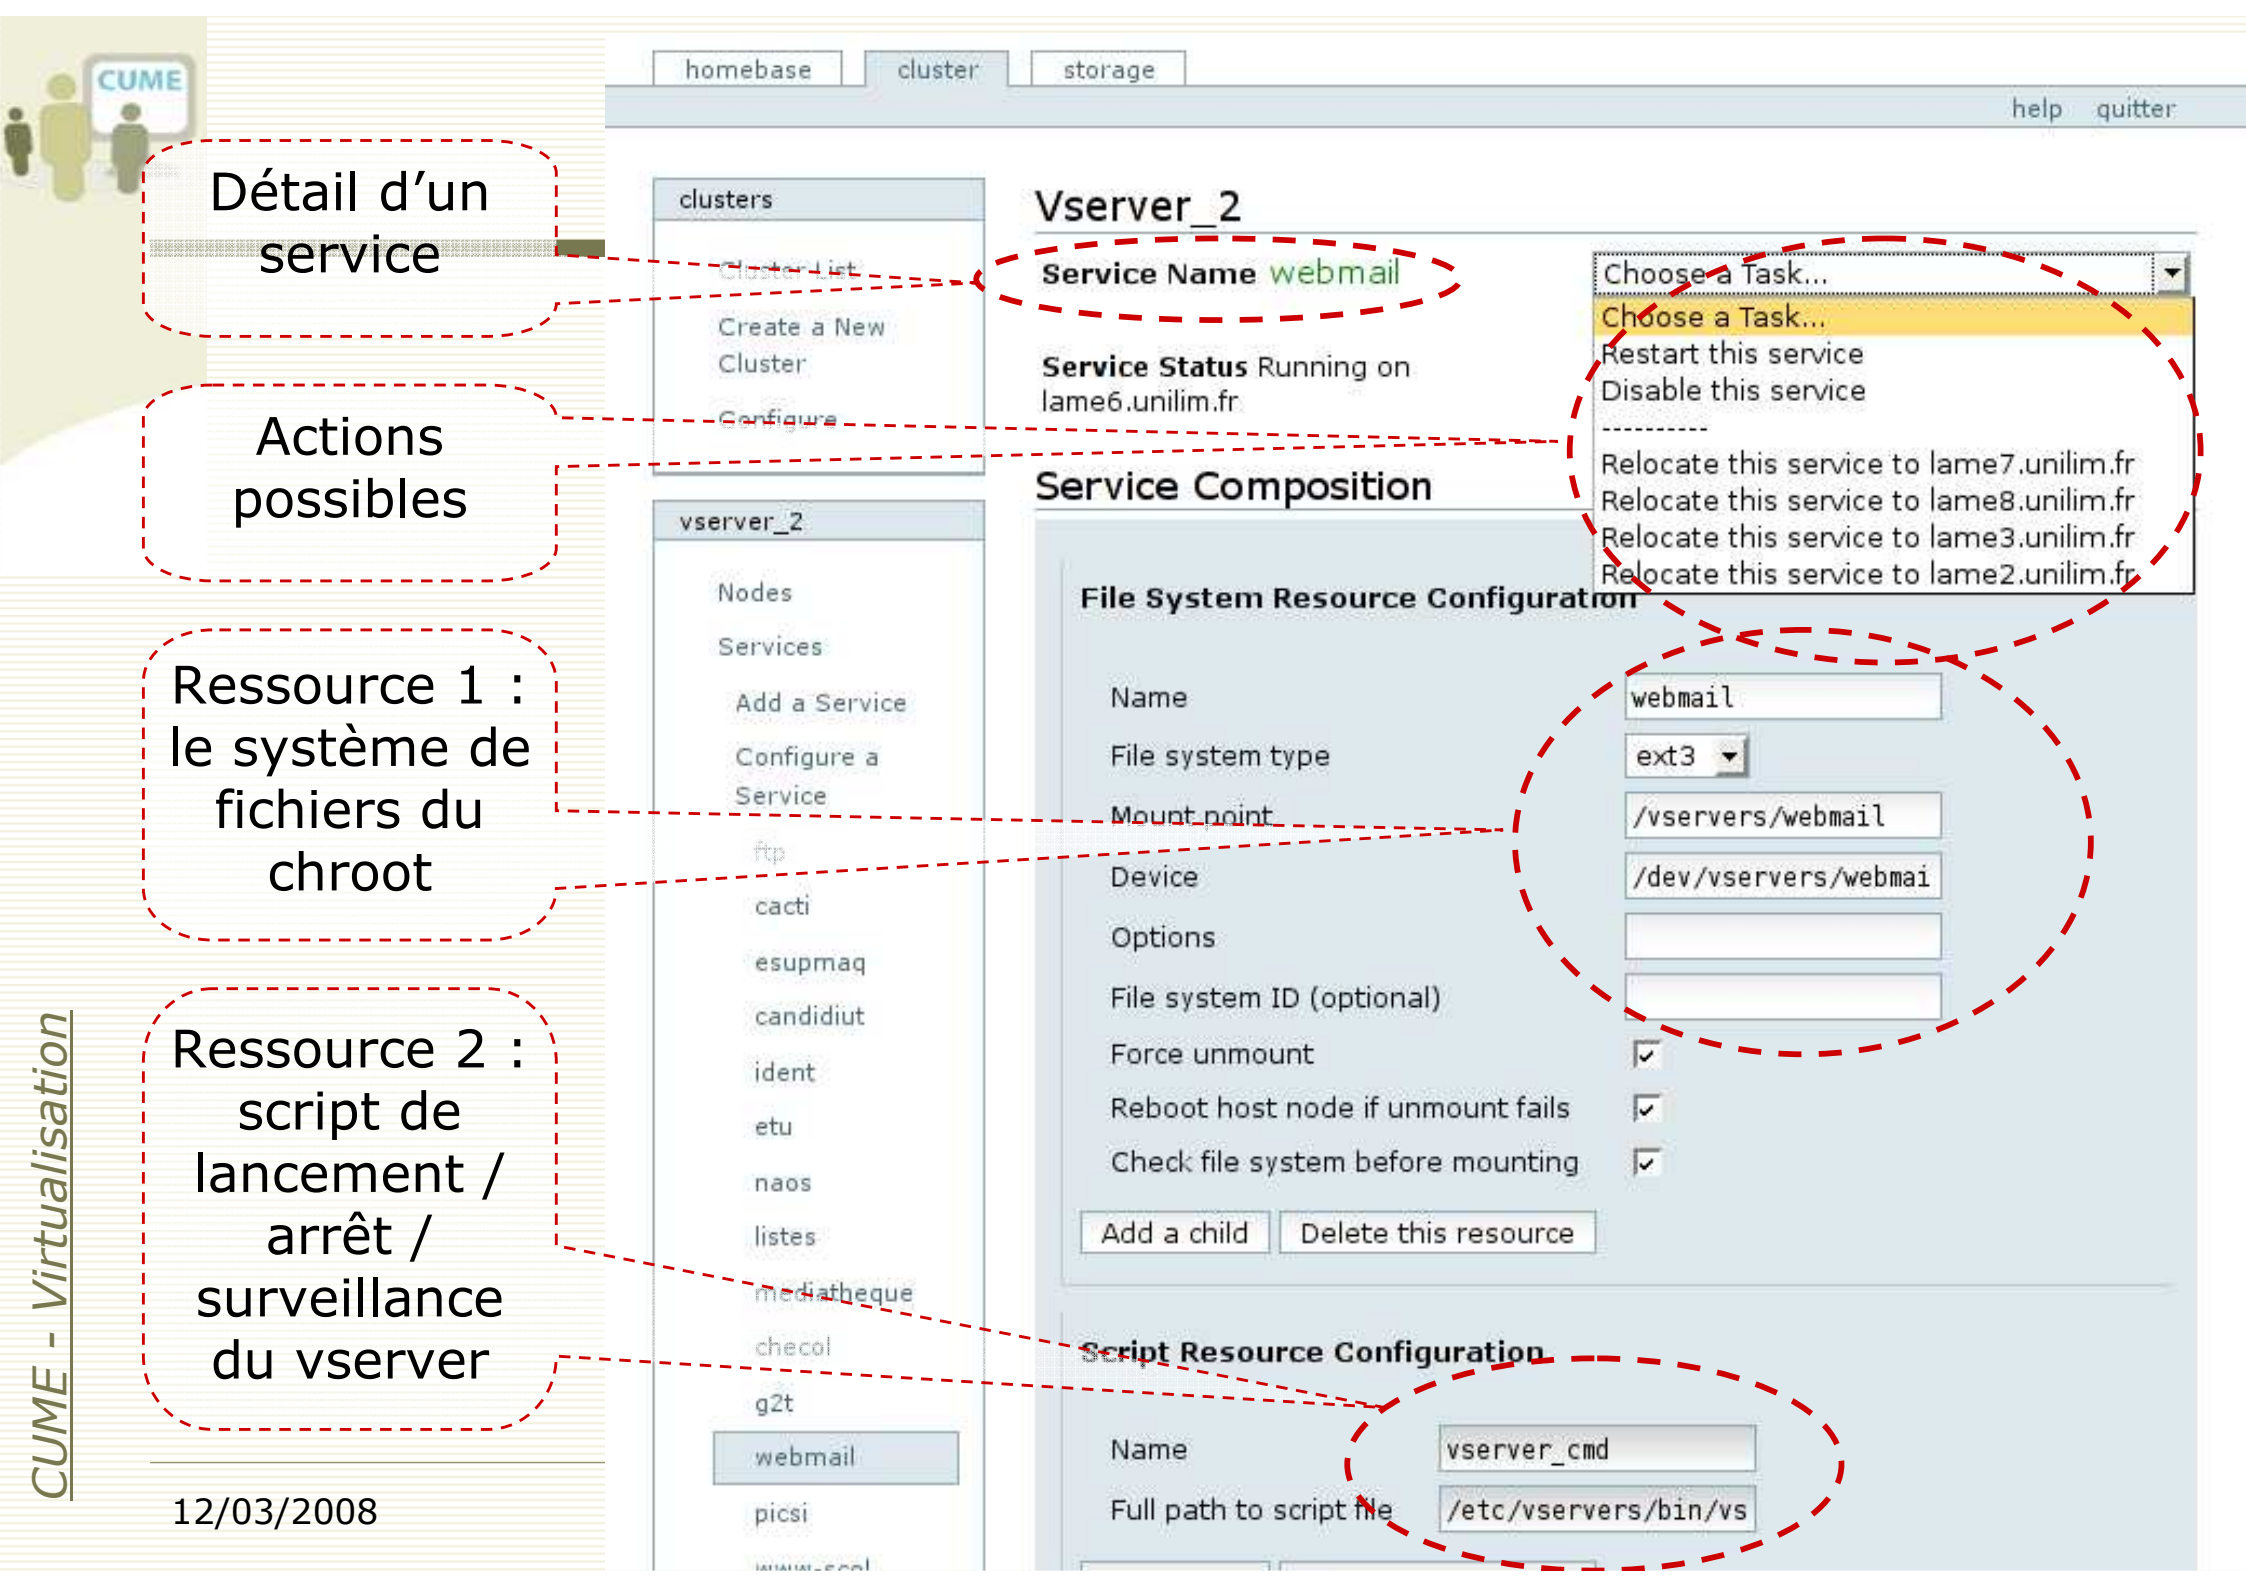 CUME
Détail d’un
service
Actions
possibles
Ressource 1 :
le système de
fichiers du
chroot
Ressource 2 :
script de
lancement /
arrêt /
surveillance
du vserver
CUME - Virtualisation
12/03/2008
homebase
cluster
storage
help quitter
clusters
Cluster List
Create a New
Cluster
Configure
vserver_2
Nodes
Services
Add a Service
Configure a
Service
ftp
cacti
esupmaq
candidiut
ident
etu
naos
listes
mediatheque
checol
g2t
webmail
picsi
www-scol
Vserver_2
Service Name webmail
Service Status Running on
lame6.unilim.fr
Choose a Task...
Choose a Task...
Restart this service
Disable this service
----------
Relocate this service to lame7.unilim.fr
Relocate this service to lame8.unilim.fr
Relocate this service to lame3.unilim.fr
Relocate this service to lame2.unilim.fr
Service Composition
File System Resource Configuration
Name webmail
File system type ext3
Mount point /vservers/webmail
Device /dev/vservers/webmai
Options
File system ID (optional)
Force unmount
Reboot host node if unmount fails
Check file system before mounting
Add a child Delete this resource
Script Resource Configuration
Name vserver_cmd
Full path to script file /etc/vservers/bin/vs